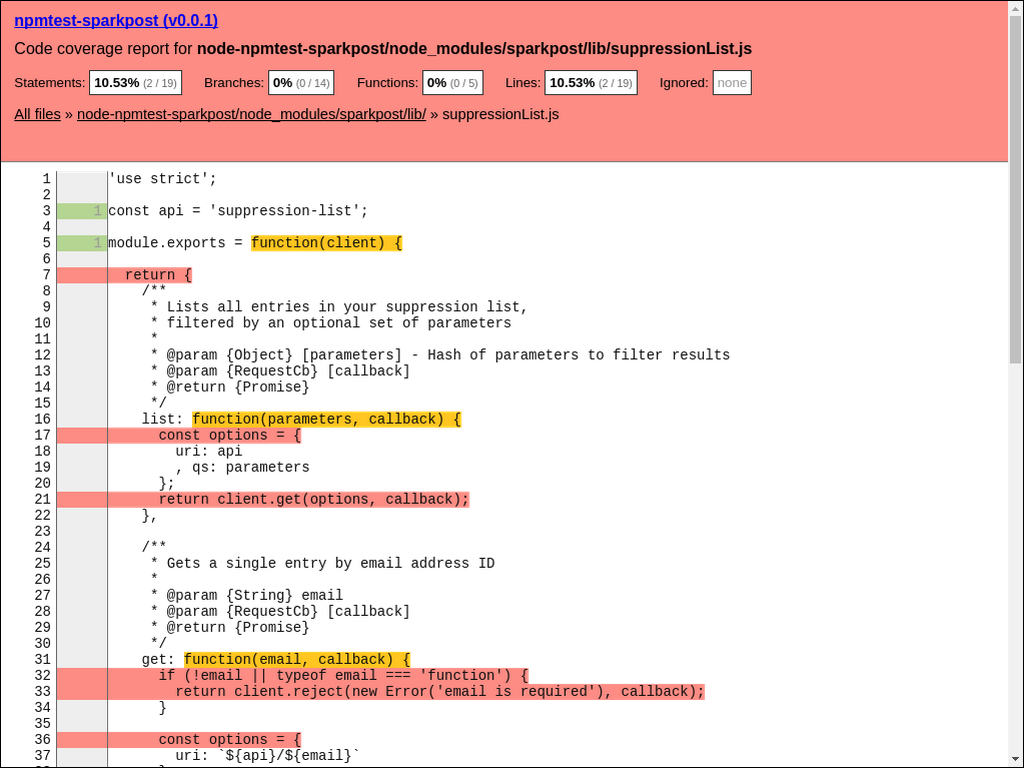 npmtest-sparkpost (v0.0.1)
Code coverage report for node-npmtest-sparkpost/node_modules/sparkpost/lib/suppressionList.js
Statements: 10.53% (2 / 19) Branches: 0% (0 / 14) Functions: 0% (0 / 5) Lines: 10.53% (2 / 19) Ignored: none
All files » node-npmtest-sparkpost/node_modules/sparkpost/lib/ » suppressionList.js
1 'use strict';
2
3 1 const api = 'suppression-list';
4
5 1 module.exports = function(client) {
6
7 return {
8 /**
9 * Lists all entries in your suppression list,
10 * filtered by an optional set of parameters
11 *
12 * @param {Object} [parameters] - Hash of parameters to filter results
13 * @param {RequestCb} [callback]
14 * @return {Promise}
15 */
16 list: function(parameters, callback) {
17 const options = {
18 uri: api
19 , qs: parameters
20 };
21 return client.get(options, callback);
22 },
23
24 /**
25 * Gets a single entry by email address ID
26 *
27 * @param {String} email
28 * @param {RequestCb} [callback]
29 * @return {Promise}
30 */
31 get: function(email, callback) {
32 if (!email || typeof email === 'function') {
33 return client.reject(new Error('email is required'), callback);
34 }
35
36 const options = {
37 uri: `${api}/${email}`